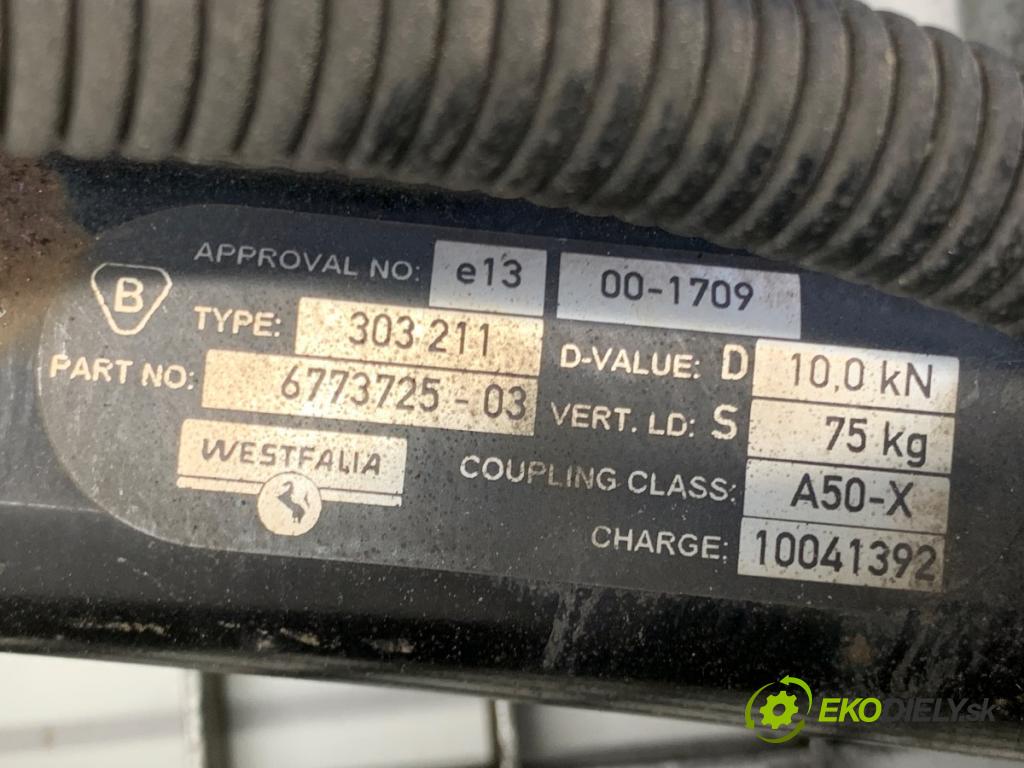 APPROVAL NO: e13 00-1709
B
TYPE: 303 211
D-VALUE: D 10,0 kN
PART NO: 6773725-03
VERT. LD: S 75 kg
WESTFALIA
COUPLING CLASS: A50-X
CHARGE: 10041392
EKODIELY.sk